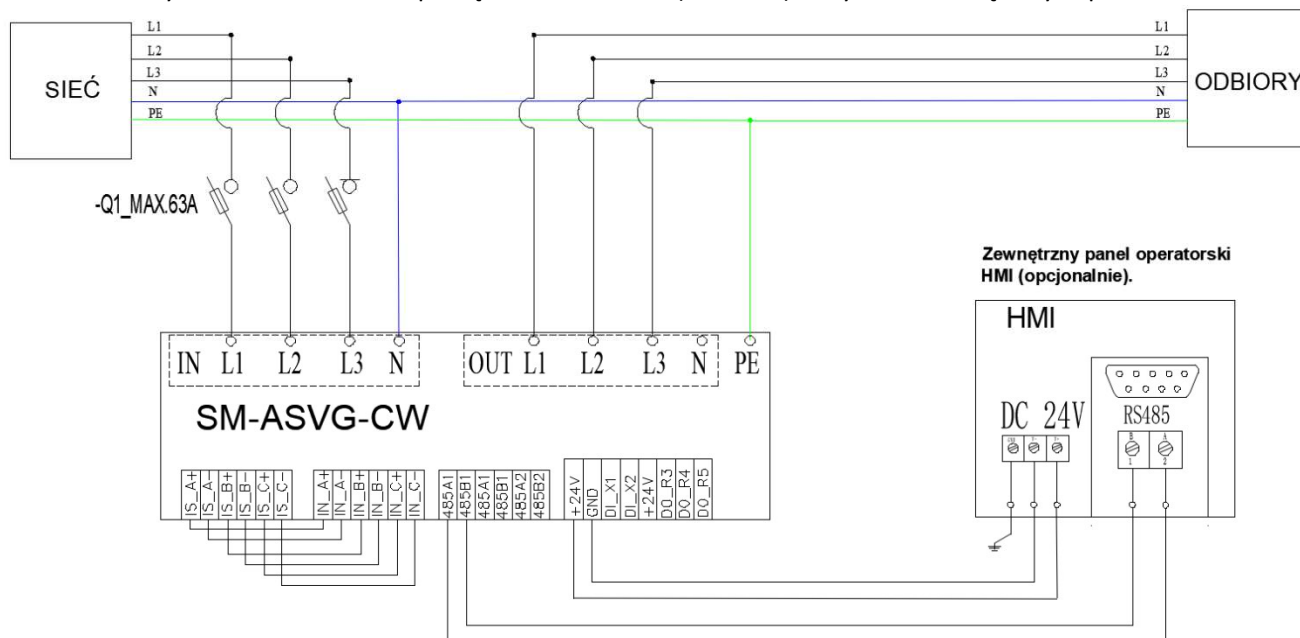 L1
L2
L3
N
PE
SIEĆ
L1
L2
L3
N
PE
ODBIORY
-Q1_MAX.63A
Zewnętrzny panel operatorski
HMI (opcjonalnie).
HMI
IN L1 L2 L3 N
OUT L1 L2 L3 N PE
SM-ASVG-CW
DC 24V
RS485
B
A
1
2
IS_A+
IS_A-
IS_B+
IS_B-
IS_C+
IS_C-
IN_A+
IN_A-
IN_B+
IN_B-
IN_C+
IN_C-
485A1
485B1
485A1
485B1
485A2
485B2
+24V
GND
DI_X1
DI_X2
+24V
DO_R3
DO_R4
DO_R5